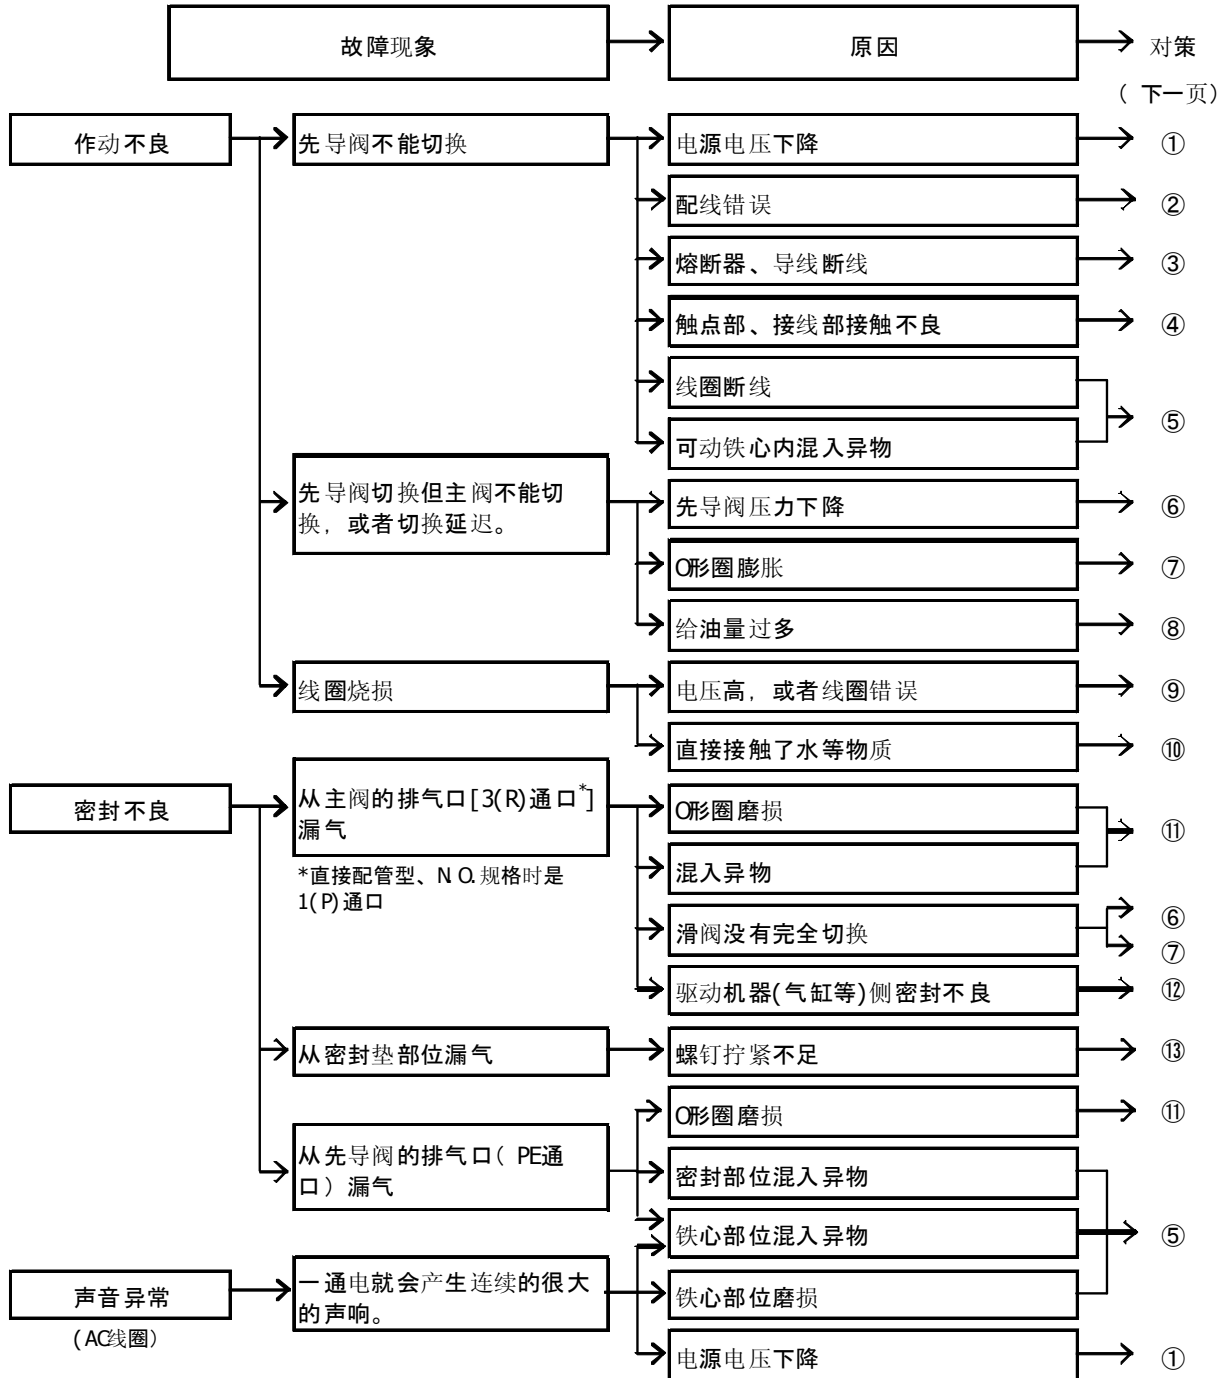 故障现象
原因
对策
(下一页)
作动不良
先导阀不能切换
电源电压下降
①
配线错误
②
熔断器、导线断线
③
触点部、接线部接触不良
④
线圈断线
可动铁心内混入异物
⑤
先导阀切换但主阀不能切
换，或者切换延迟。
先导阀压力下降
⑥
O形圈膨胀
⑦
给油量过多
⑧
线圈烧损
电压高，或者线圈错误
⑨
直接接触了水等物质
⑩
密封不良
从主阀的排气口[3(R)通口*]
漏气
*直接配管型、N.O.规格时是
1(P)通口
O形圈磨损
混入异物
⑪
滑阀没有完全切换
⑥
⑦
驱动机器(气缸等)侧密封不良
⑫
从密封垫部位漏气
螺钉拧紧不足
⑬
从先导阀的排气口(PE通
口)漏气
O形圈磨损
⑪
密封部位混入异物
铁心部位混入异物
⑤
声音异常
(AC线圈)
一通电就会产生连续的很大
的声响。
铁心部位磨损
电源电压下降
①